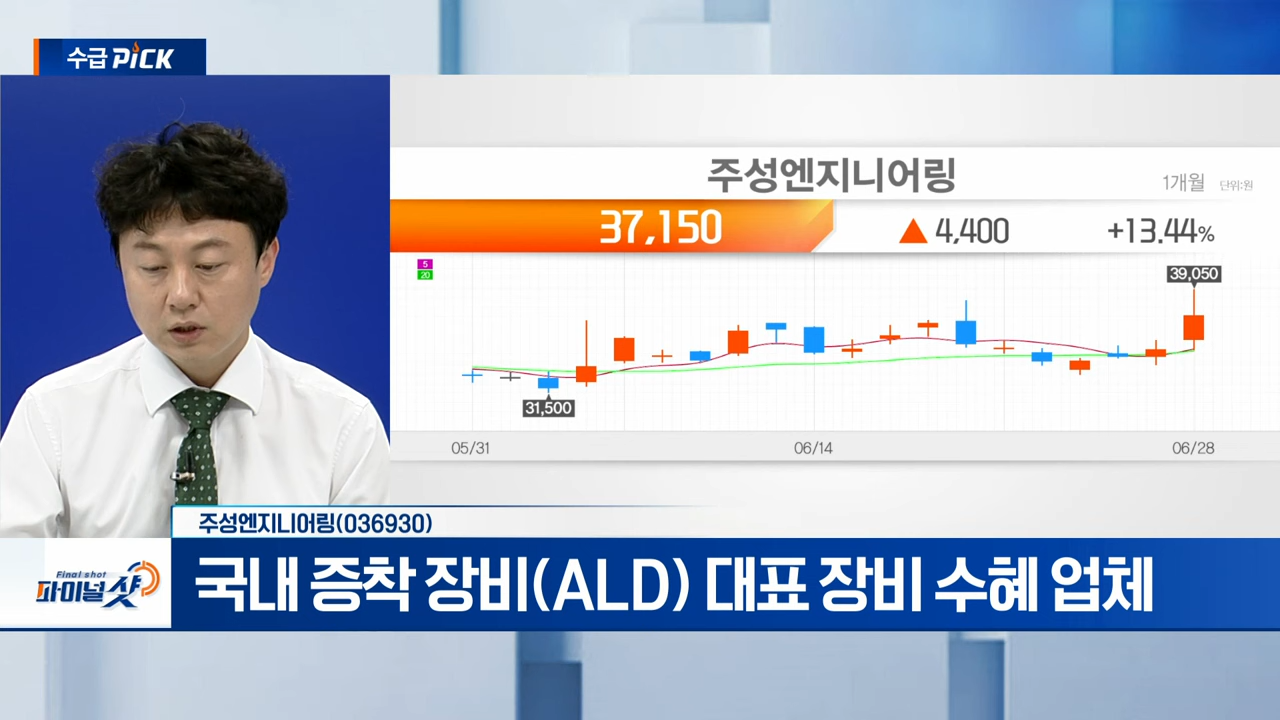 수급 PiCK
주성엔지니어링
1개월 단위:원
37,150 ▲ 4,400 +13.44%
5
20
39,050
31,500
05/31 06/14 06/28
주성엔지니어링(036930)
Final shot
파이널샷
국내 증착 장비(ALD) 대표 장비 수혜 업체